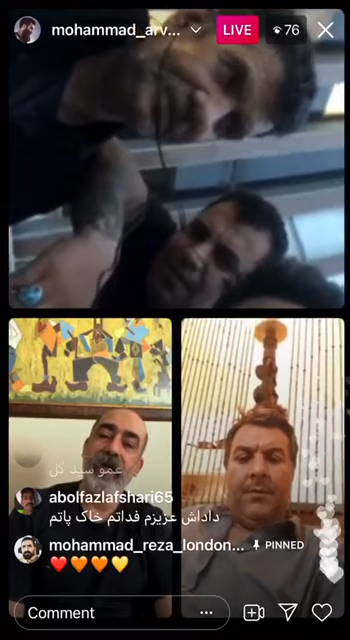 mohammad_arv...
LIVE
76
عمو سید گل
abolfazlafshari65
داداش عزیزم فداتم خاک پاتم
mohammad_reza_london...
PINNED
❤️🧡🧡💛
Comment
...